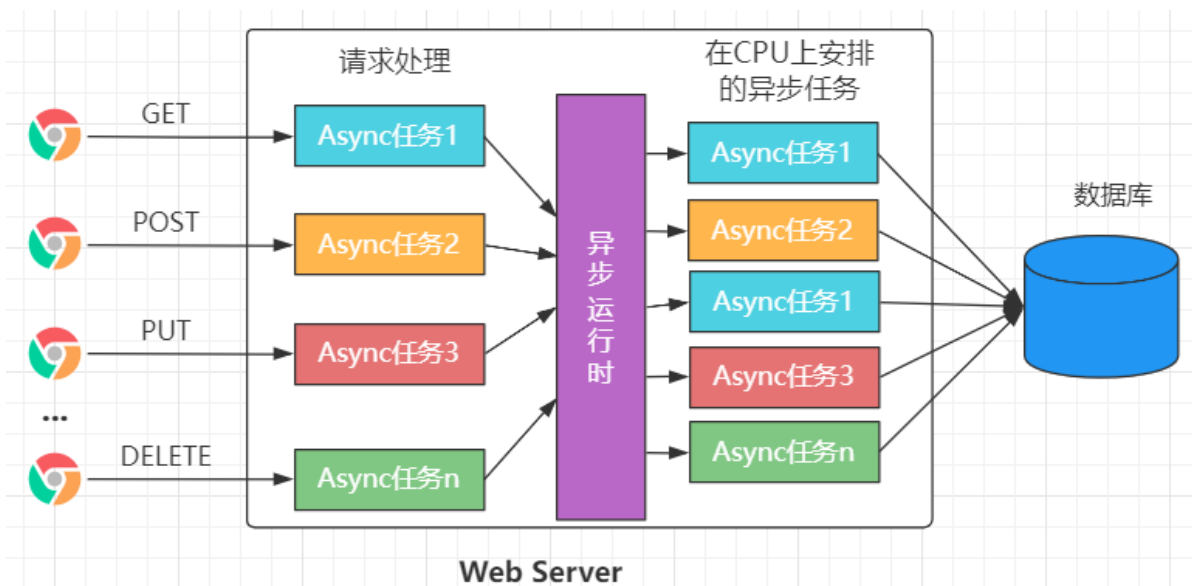 请求处理
在CPU上安排
的异步任务
GET
Async任务1
Async任务1
POST
Async任务2
Async任务2
数据库
异步运行时
PUT
Async任务3
Async任务1
Async任务3
...
DELETE
Async任务n
Async任务n
Web Server